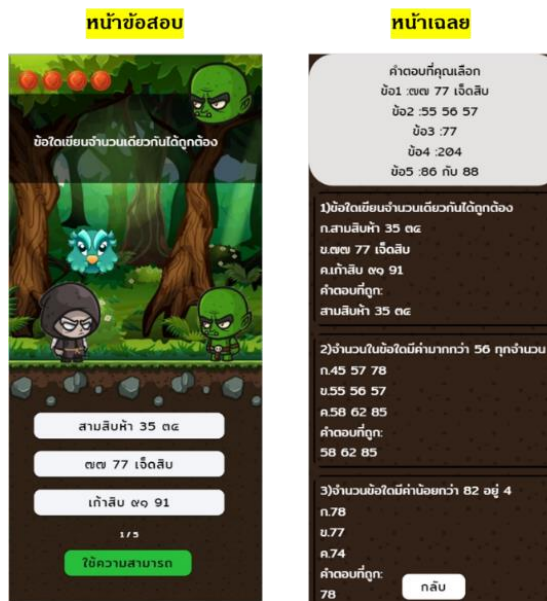 หน้าข้อสอบ
ข้อใดเขียนจำนวนเดียวกันได้ถูกต้อง
สามสิบห้า 35 ๓๕
๗๗ 77 เจ็ดสิบ
เก้าสิบ ๙๑ 91
1/5
ใช้ความสามารถ
หน้าเฉลย
คำตอบที่คุณเลือก
ข้อ1 :๗๗ 77 เจ็ดสิบ
ข้อ2 :55 56 57
ข้อ3 :77
ข้อ4 :204
ข้อ5 :86 กับ 88
1)ข้อใดเขียนจำนวนเดียวกันได้ถูกต้อง
ก.สามสิบห้า 35 ๓๕
ข.๗๗ 77 เจ็ดสิบ
ค.เก้าสิบ ๙๑ 91
คำตอบที่ถูก:
สามสิบห้า 35 ๓๕
2)จำนวนในข้อใดมีค่ามากกว่า 56 ทุกจำนวน
ก.45 57 78
ข.55 56 57
ค.58 62 85
คำตอบที่ถูก:
58 62 85
3)จำนวนข้อใดมีค่าน้อยกว่า 82 อยู่ 4
ก.78
ข.77
ค.74
คำตอบที่ถูก:
78
กลับ